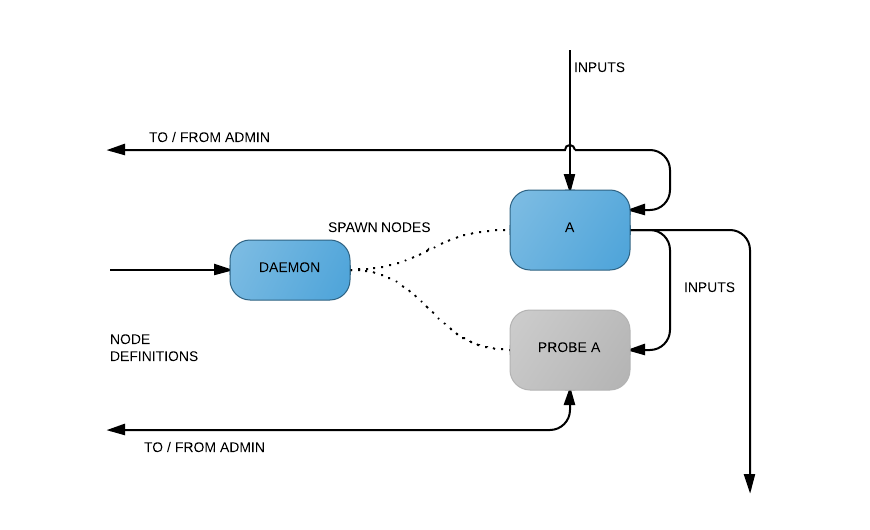 INPUTS
TO / FROM ADMIN
SPAWN NODES
A
DAEMON
INPUTS
NODE
DEFINITIONS
PROBE A
TO / FROM ADMIN